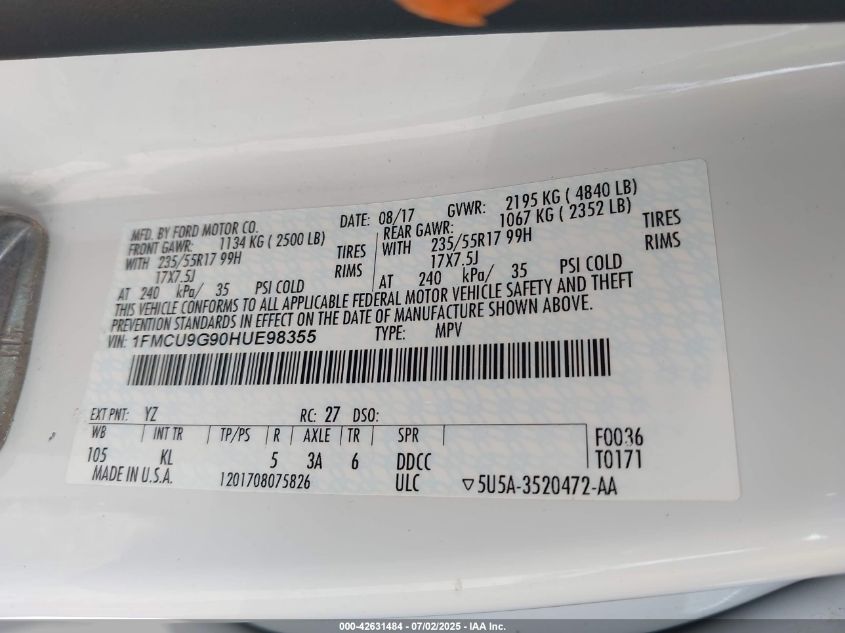 MFD. BY FORD MOTOR CO. DATE: 08/17 GVWR: 2195 KG ( 4840 LB)
FRONT GAWR: 1134 KG ( 2500 LB) REAR GAWR: 1067 KG ( 2352 LB)
WITH 235/55R17 99H TIRES WITH 235/55R17 99H TIRES
17X7.5J RIMS 17X7.5J RIMS
AT 240 kPa/ 35 PSI COLD AT 240 kPa/ 35 PSI COLD
THIS VEHICLE CONFORMS TO ALL APPLICABLE FEDERAL MOTOR VEHICLE SAFETY AND THEFT
PREVENTION STANDARDS IN EFFECT ON THE DATE OF MANUFACTURE SHOWN ABOVE.
VIN: 1FMCU9G90HUE98355 TYPE: MPV
EXT PNT: YZ RC: 27 DSO:
WB INT TR TP/PS R AXLE TR SPR F0036
105 KL 5 3A 6 DDCC T0171
MADE IN U.S.A. 1201708075826 ULC ▽5U5A-3520472-AA
000-42631484 - 07/02/2025 - IAA Inc.